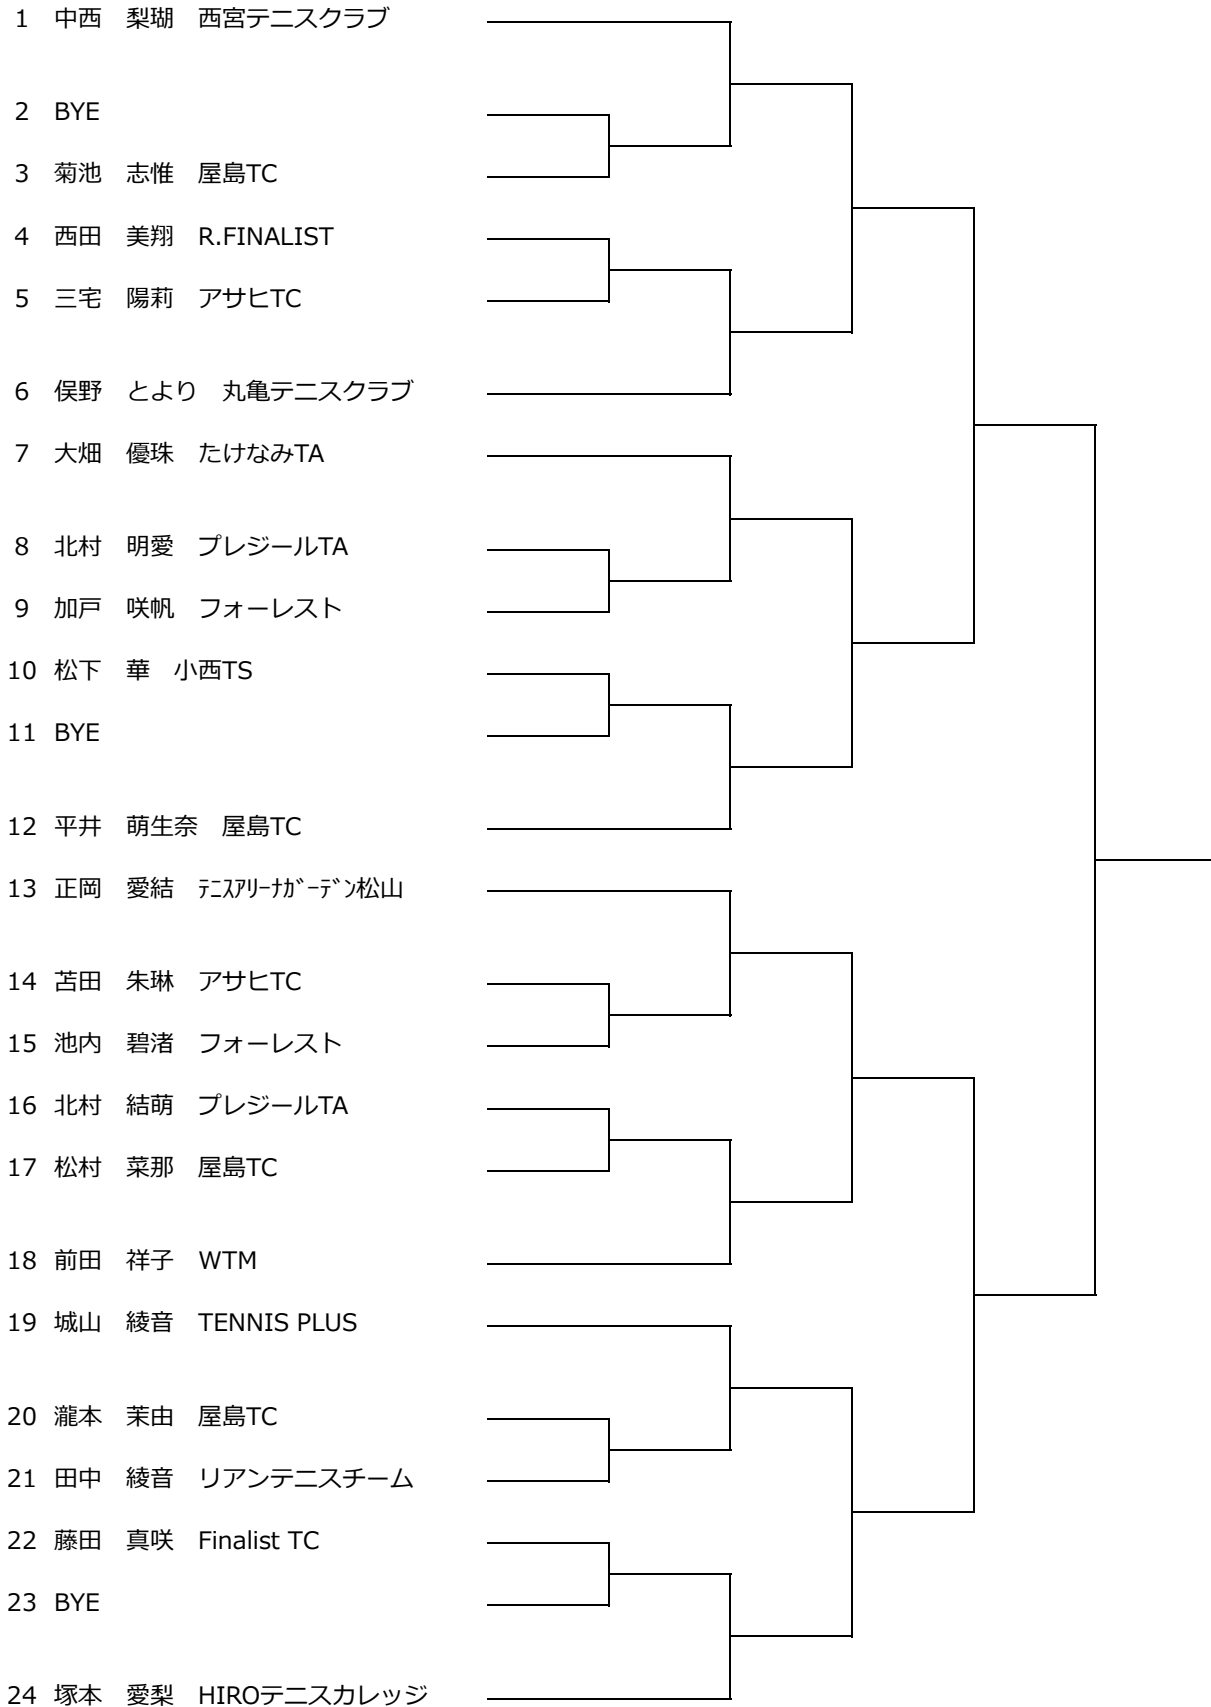 1 中西　梨瑚　西宮テニスクラブ
2 BYE
3 菊池　志惟　屋島TC
4 西田　美翔　R.FINALIST
5 三宅　陽莉　アサヒTC
6 俣野　とより　丸亀テニスクラブ
7 大畑　優珠　たけなみTA
8 北村　明愛　プレジールTA
9 加戸　咲帆　フォーレスト
10 松下　華　小西TS
11 BYE
12 平井　萌生奈　屋島TC
13 正岡　愛結　ﾃﾆｽｱﾘｰﾅｶﾞｰﾃﾞﾝ松山
14 苫田　朱琳　アサヒTC
15 池内　碧渚　フォーレスト
16 北村　結萌　プレジールTA
17 松村　菜那　屋島TC
18 前田　祥子　WTM
19 城山　綾音　TENNIS PLUS
20 瀧本　茉由　屋島TC
21 田中　綾音　リアンテニスチーム
22 藤田　真咲　Finalist TC
23 BYE
24 塚本　愛梨　HIROテニスカレッジ